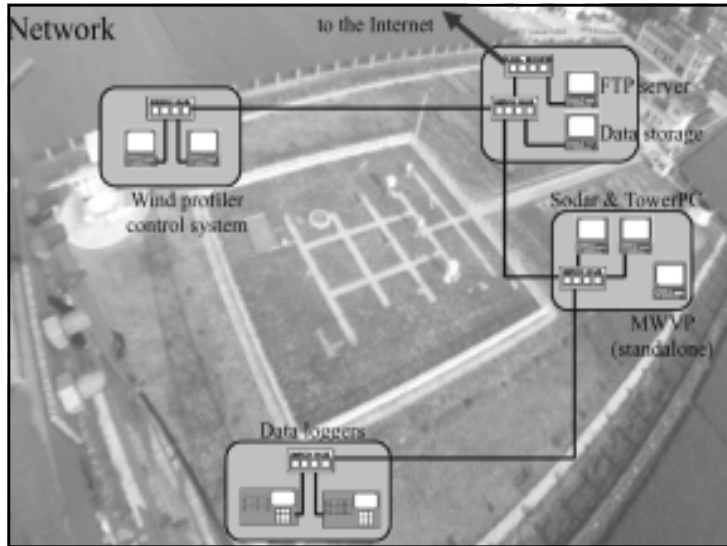 Network
to the Internet
FTP server
Data storage
Wind profiler
control system
Sodar & TowerPC
MWVP
(standalone)
Data loggers